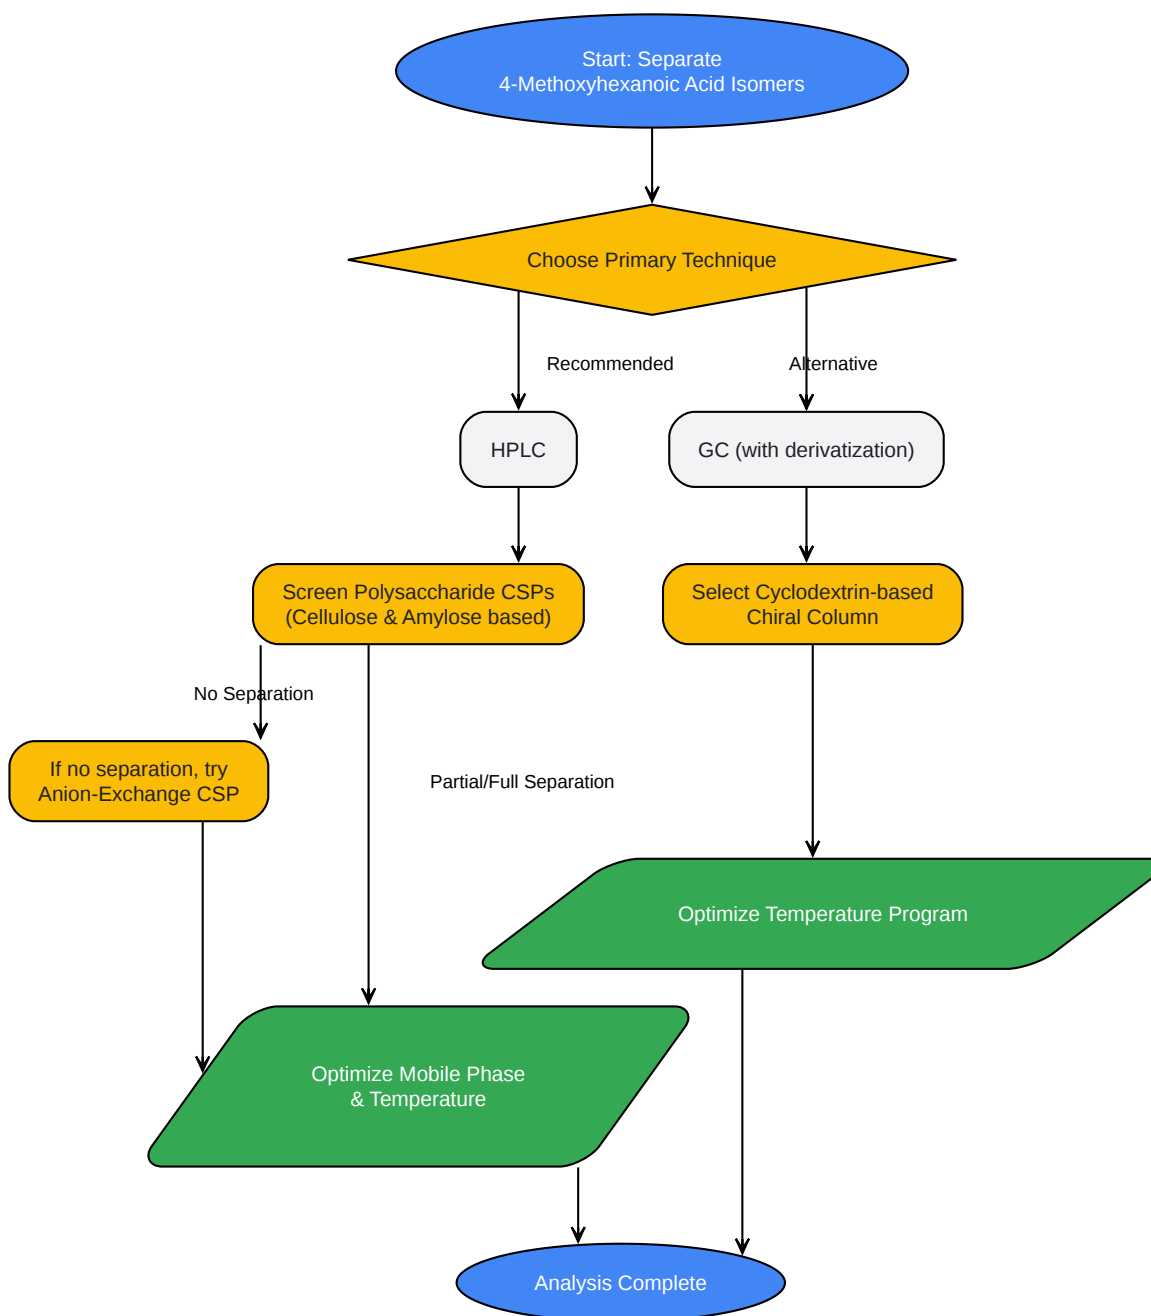 Start: Separate
4-Methoxyhexanoic Acid Isomers
Choose Primary Technique
Recommended
Alternative
HPLC
GC (with derivatization)
Screen Polysaccharide CSPs
(Cellulose & Amylose based)
Select Cyclodextrin-based
Chiral Column
No Separation
If no separation, try
Anion-Exchange CSP
Partial/Full Separation
Optimize Temperature Program
Optimize Mobile Phase
& Temperature
Analysis Complete